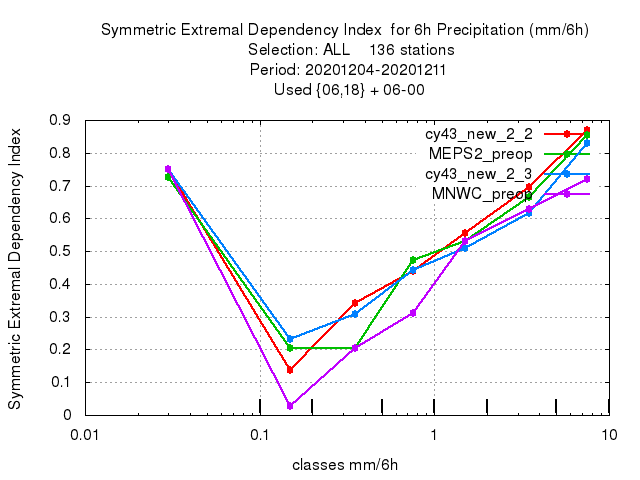 Symmetric Extremal Dependency Index for 6h Precipitation (mm/6h)
Selection: ALL 136 stations
Period: 20201204-20201211
Used {06,18} + 06-00
Symmetric Extremal Dependency Index
0.9
0.8
0.7
0.6
0.5
0.4
0.3
0.2
0.1
0
cy43_new_2_2
MEPS2_preop
cy43_new_2_3
MNWC_preop
0.01 0.1 1 10
classes mm/6h